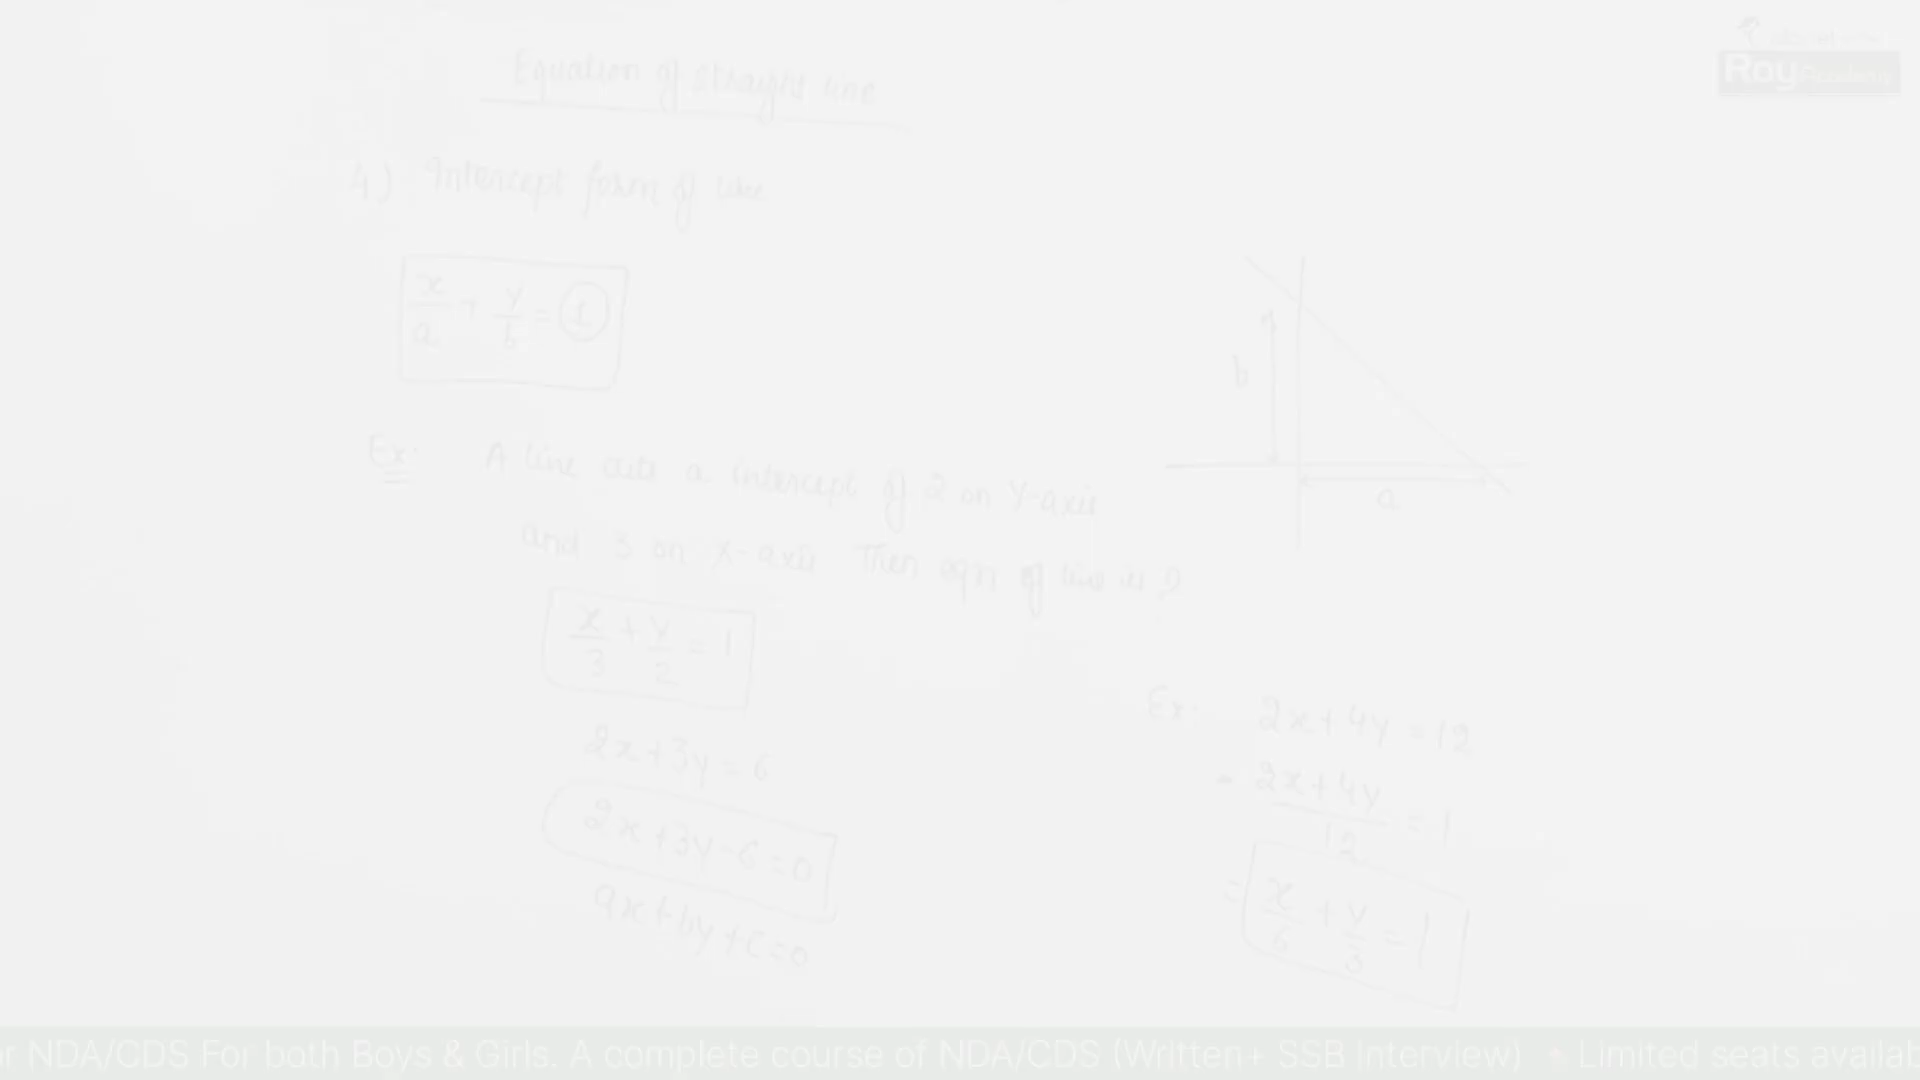 Equation of straight line
4) Intercept form of line
x/a + y/b = 1
b
a
Ex: A line cuts a intercept of 2 on Y-axis
and 3 on x-axis Then eqn of line is ?
x/3 + y/2 = 1
2x+3y=6
2x+3y-6=0
ax+by+c=0
Ex: 2x+4y=12
= 2x+4y/12 = 1
= x/6 + y/3 = 1
Roy Academy
or NDA/CDS For both Boys & Girls. A complete course of NDA/CDS (Written+ SSB Interview) • Limited seats availab